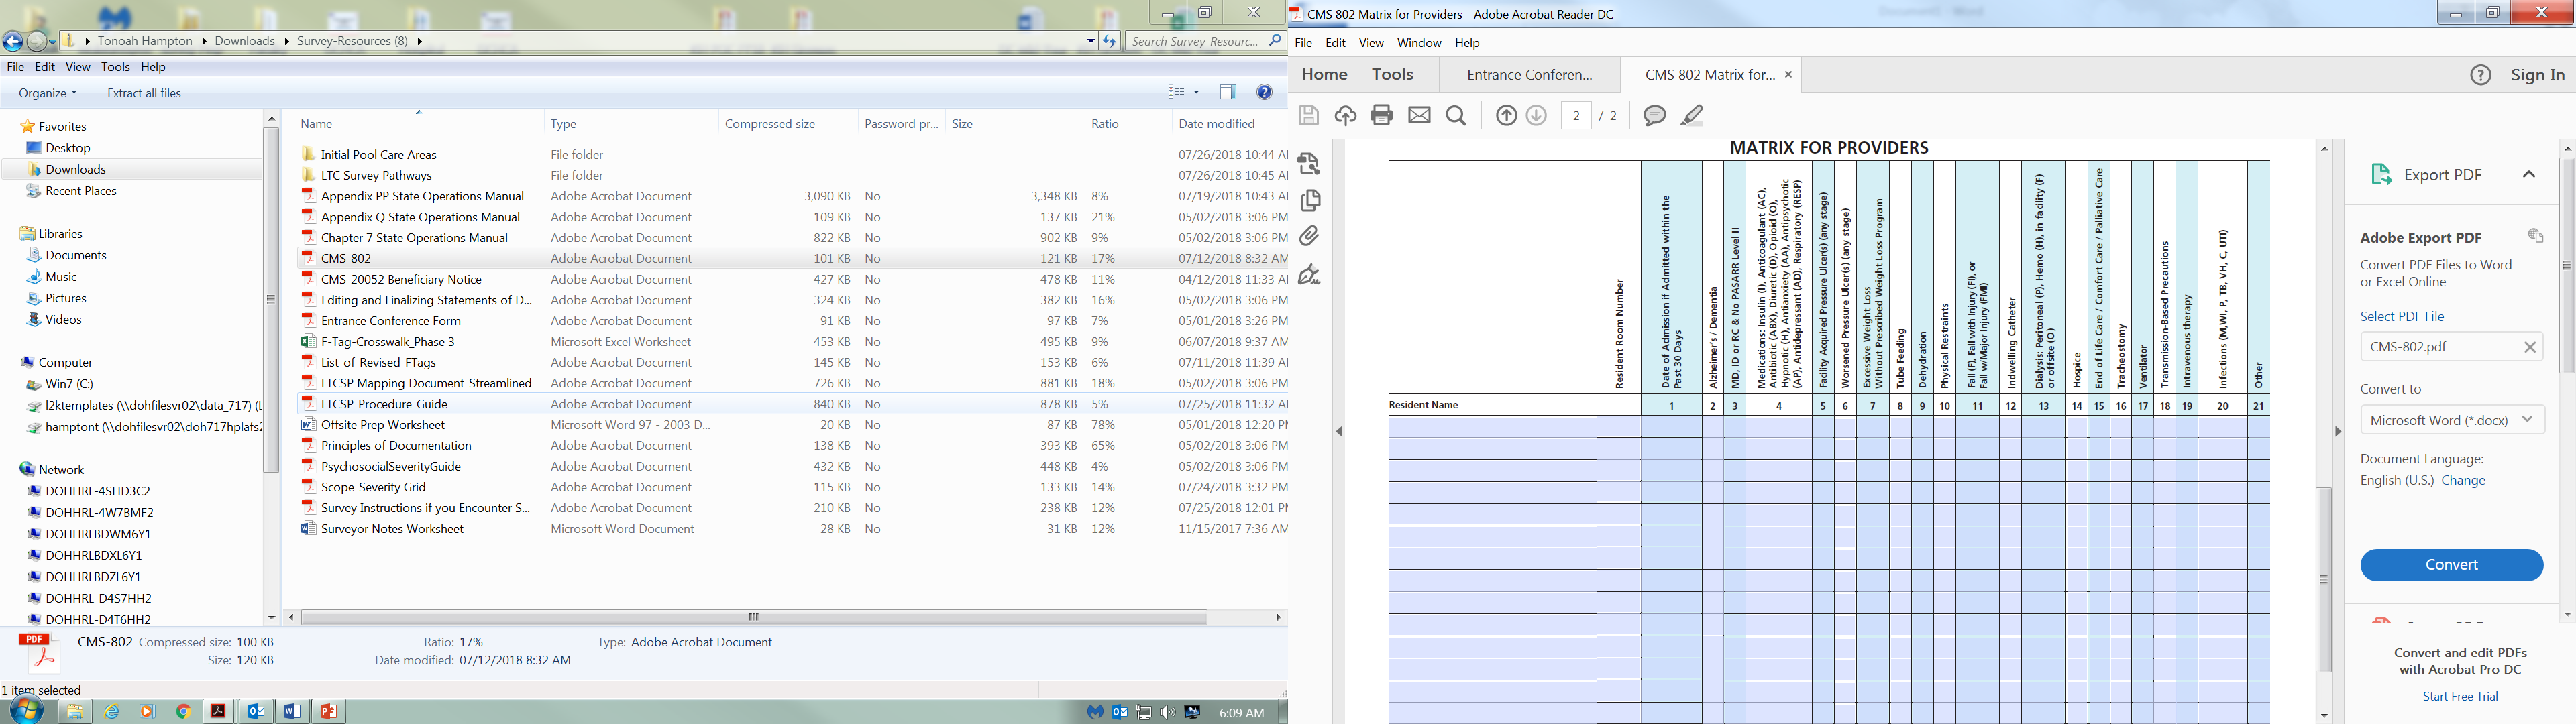 Tonoah Hampton
Downloads
Survey-Resources (8)
Search Survey-Resourc...
File Edit View Tools Help
Organize Extract all files
Favorites
Desktop
Downloads
Recent Places
Libraries
Documents
Music
Pictures
Videos
Computer
Win7 (C:)
l2ktemplates (\\dohfilesvr02\data_717) (L
hamptont (\\dohfilesvr02\doh717hplafs2
Network
DOHHRL-4SHD3C2
DOHHRL-4W7BMF2
DOHHRLBDWM6Y1
DOHHRLBDXL6Y1
DOHHRLBDZL6Y1
DOHHRL-D4S7HH2
DOHHRL-D4T6HH2
Name Type Compressed size Password pr... Size Ratio Date modified
Initial Pool Care Areas File folder 07/26/2018 10:44 AM
LTC Survey Pathways File folder 07/26/2018 10:45 AM
Appendix PP State Operations Manual Adobe Acrobat Document 3,090 KB No 3,348 KB 8% 07/19/2018 10:43 AM
Appendix Q State Operations Manual Adobe Acrobat Document 109 KB No 137 KB 21% 05/02/2018 3:06 PM
Chapter 7 State Operations Manual Adobe Acrobat Document 822 KB No 902 KB 9% 05/02/2018 3:06 PM
CMS-802 Adobe Acrobat Document 101 KB No 121 KB 17% 07/12/2018 8:32 AM
CMS-20052 Beneficiary Notice Adobe Acrobat Document 427 KB No 478 KB 11% 04/12/2018 11:33 AM
Editing and Finalizing Statements of D... Adobe Acrobat Document 324 KB No 382 KB 16% 05/02/2018 3:06 PM
Entrance Conference Form Adobe Acrobat Document 91 KB No 97 KB 7% 05/01/2018 3:26 PM
F-Tag-Crosswalk_Phase 3 Microsoft Excel Worksheet 453 KB No 495 KB 9% 06/07/2018 9:37 AM
List-of-Revised-FTags Adobe Acrobat Document 145 KB No 153 KB 6% 07/11/2018 11:39 AM
LTCSP Mapping Document_Streamlined Adobe Acrobat Document 726 KB No 881 KB 18% 05/02/2018 3:06 PM
LTCSP_Procedure_Guide Adobe Acrobat Document 840 KB No 878 KB 5% 07/25/2018 11:32 AM
Offsite Prep Worksheet Microsoft Word 97 - 2003 D... 20 KB No 87 KB 78% 05/01/2018 12:20 PM
Principles of Documentation Adobe Acrobat Document 138 KB No 393 KB 65% 05/02/2018 3:06 PM
PsychosocialSeverityGuide Adobe Acrobat Document 432 KB No 448 KB 4% 05/02/2018 3:06 PM
Scope_Severity Grid Adobe Acrobat Document 115 KB No 133 KB 14% 07/24/2018 3:32 PM
Survey Instructions if you Encounter S... Adobe Acrobat Document 210 KB No 238 KB 12% 07/25/2018 12:01 PM
Surveyor Notes Worksheet Microsoft Word Document 28 KB No 31 KB 12% 11/15/2017 7:36 AM
PDF
CMS-802 Compressed size: 100 KB Ratio: 17% Type: Adobe Acrobat Document
Size: 120 KB Date modified: 07/12/2018 8:32 AM
1 item selected
6:09 AM
CMS 802 Matrix for Providers - Adobe Acrobat Reader DC
File Edit View Window Help
Home Tools Entrance Conferen... CMS 802 Matrix for... × Sign In
2 / 2
MATRIX FOR PROVIDERS
Resident Room Number
Date of Admission if Admitted within the
Past 30 Days
Alzheimer's / Dementia
MD, ID or RC & No PASARR Level II
Medications: Insulin (I), Anticoagulant (AC),
Antibiotic (ABX), Diuretic (D), Opioid (O),
Hypnotic (H), Antianxiety (AA), Antipsychotic
(AP), Antidepressant (AD), Respiratory (RESP)
Facility Acquired Pressure Ulcer(s) (any stage)
Worsened Pressure Ulcer(s) (any stage)
Excessive Weight Loss
Without Prescribed Weight Loss Program
Tube Feeding
Dehydration
Physical Restraints
Fall (F), Fall with Injury (FI), or
Fall w/Major Injury (FMI)
Indwelling Catheter
Dialysis: Peritoneal (P), Hemo (H), in facility (F)
or offsite (O)
Hospice
End of Life Care / Comfort Care / Palliative Care
Tracheostomy
Ventilator
Transmission-Based Precautions
Intravenous therapy
Infections (M,WI, P, TB, VH, C, UTI)
Other
Resident Name 1 2 3 4 5 6 7 8 9 10 11 12 13 14 15 16 17 18 19 20 21
Export PDF
Adobe Export PDF
Convert PDF Files to Word
or Excel Online
Select PDF File
CMS-802.pdf
Convert to
Microsoft Word (*.docx)
Document Language:
English (U.S.) Change
Convert
Convert and edit PDFs
with Acrobat Pro DC
Start Free Trial